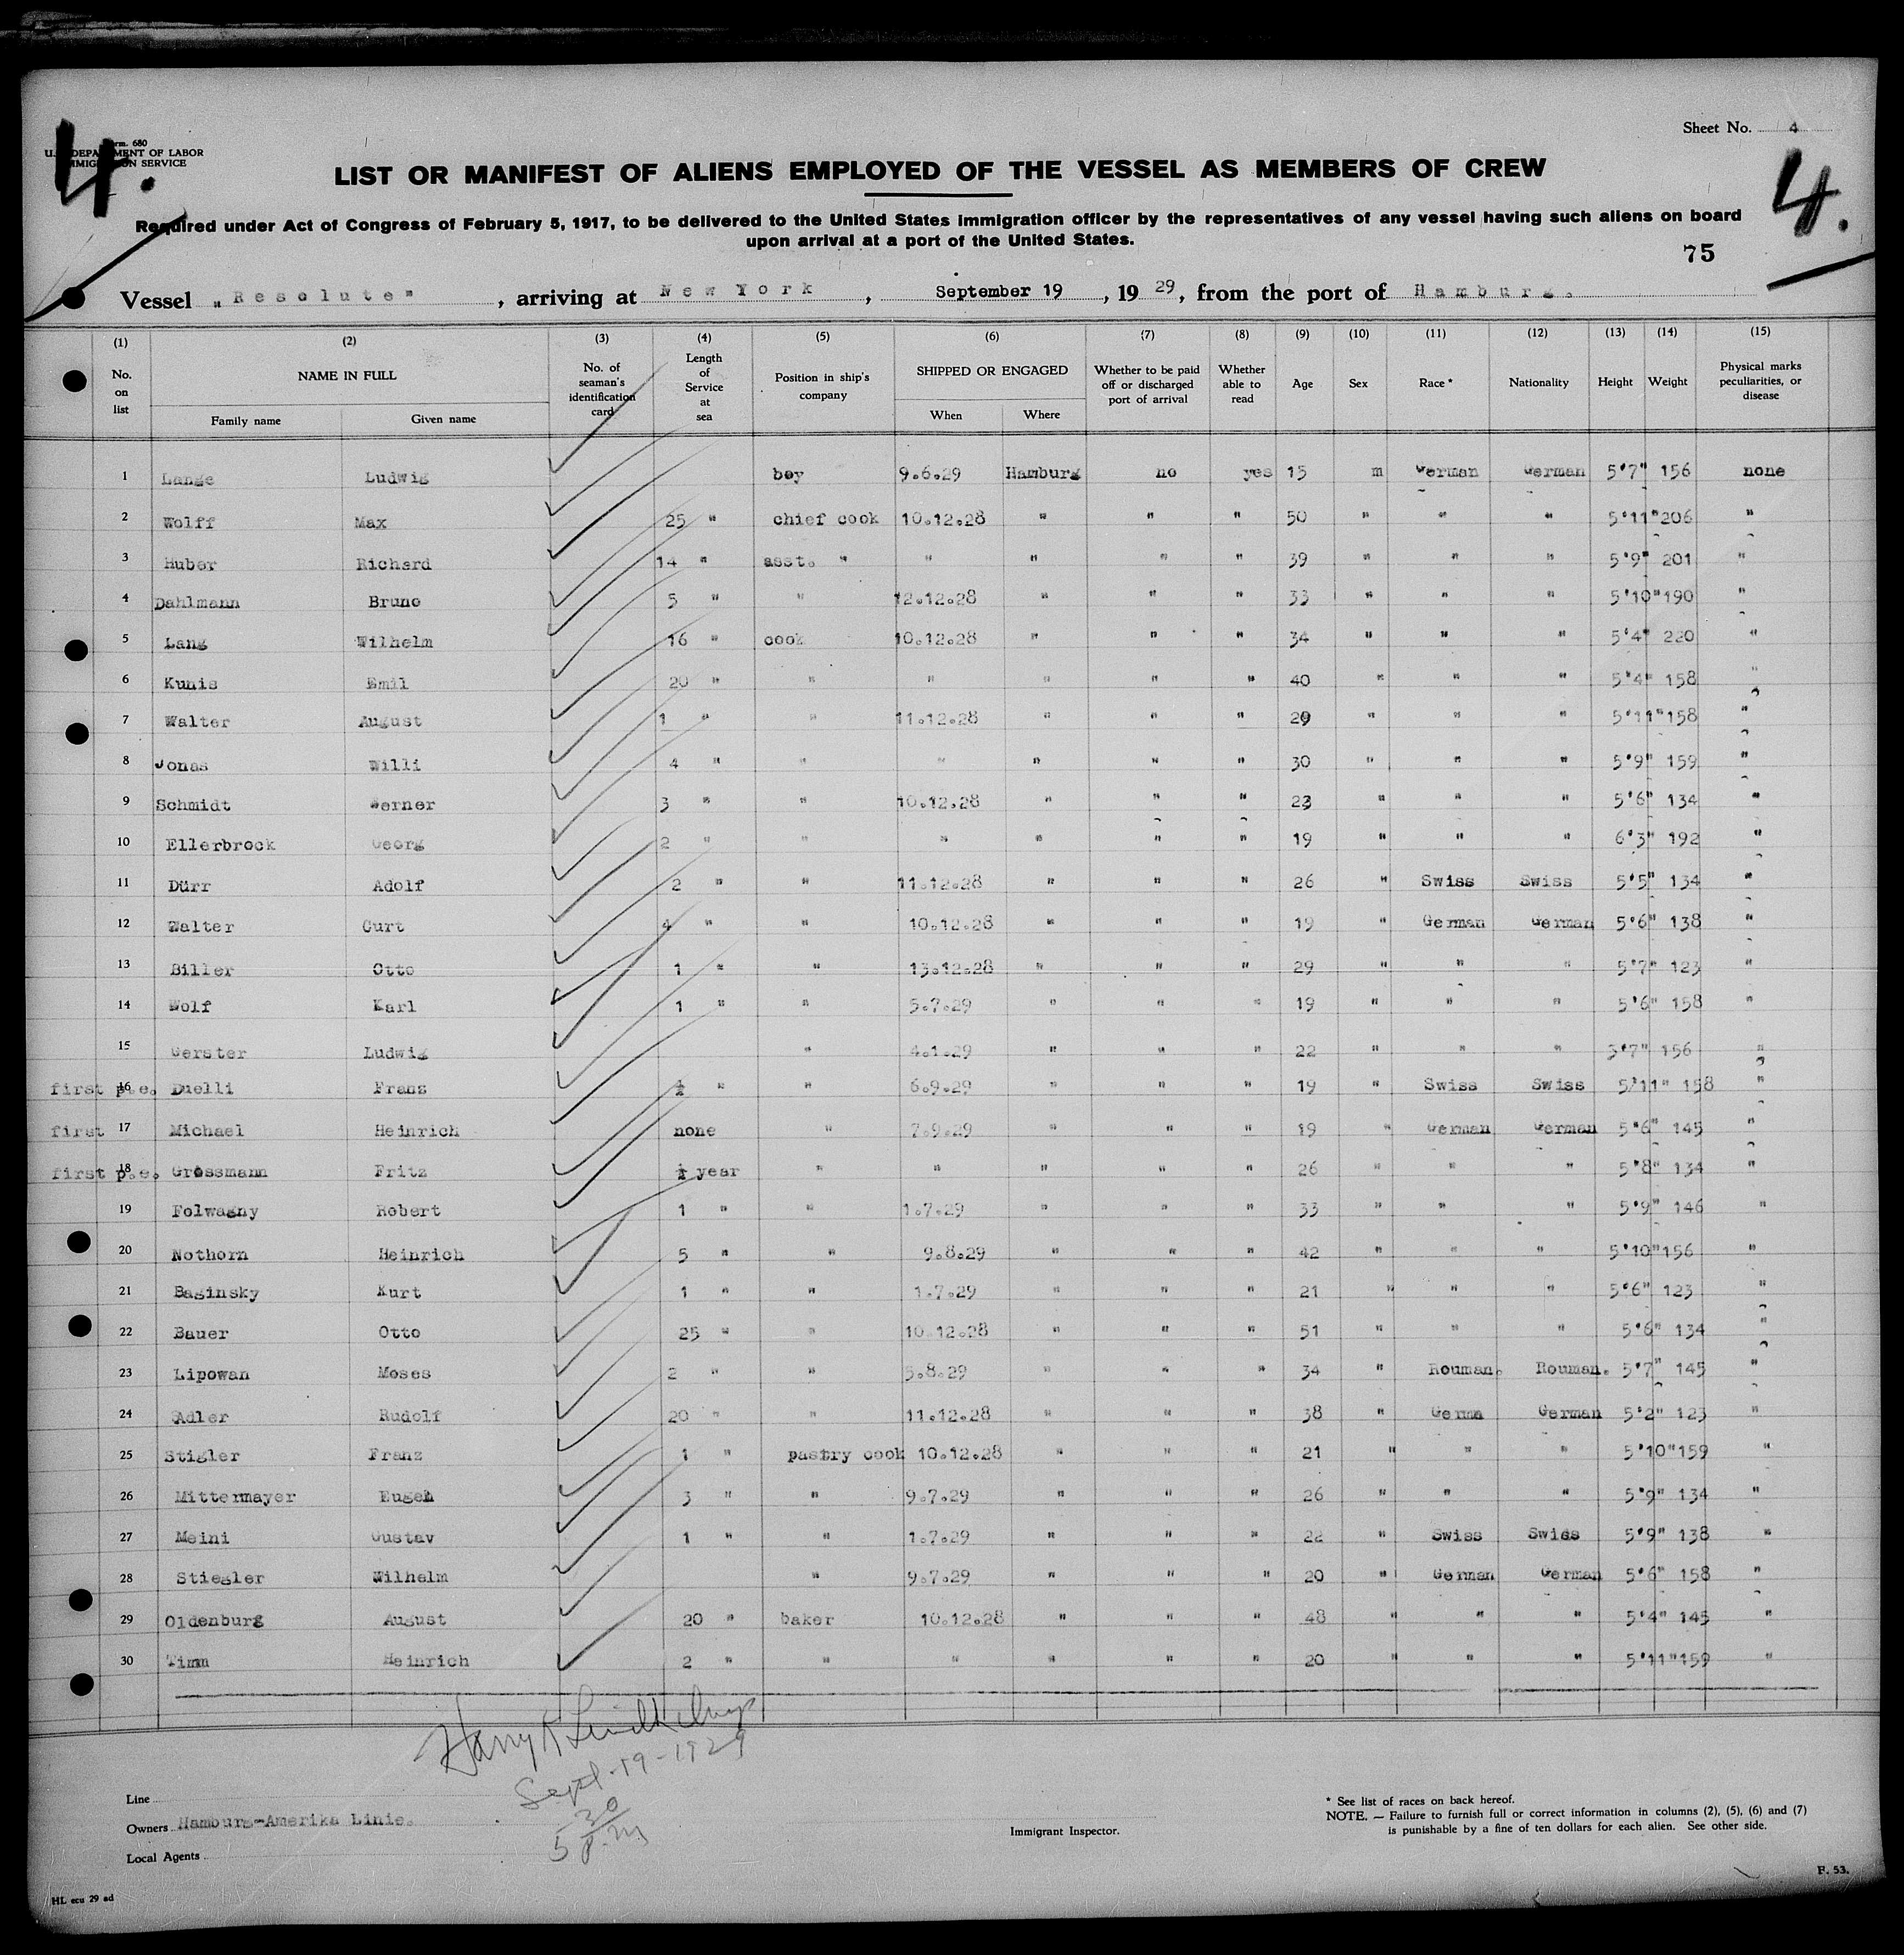 Sheet No. 4
4.
Form. 680
U. S. DEPARTMENT OF LABOR
IMMIGRATION SERVICE
LIST OR MANIFEST OF ALIENS EMPLOYED OF THE VESSEL AS MEMBERS OF CREW
4.
Required under Act of Congress of February 5, 1917, to be delivered to the United States immigration officer by the representatives of any vessel having such aliens on board
upon arrival at a port of the United States.
75
Vessel "Resolute", arriving at New York, September 19, 1929, from the port of Hamburg.
(1) (2) (3) (4) (5) (6) (7) (8) (9) (10) (11) (12) (13) (14) (15)
No. on list NAME IN FULL Family name Given name No. of seaman's identification card Length of Service at sea Position in ship's company SHIPPED OR ENGAGED When Where Whether to be paid off or discharged port of arrival Whether able to read Age Sex Race * Nationality Height Weight Physical marks peculiarities, or disease
1 Lange Ludwig boy 9.6.29 Hamburg no yes 15 m German German 5'7" 156 none
2 Wolff Max 25 " chief cook 10.12.28 " " " 50 " " " 5'11" 206 "
3 Huber Richard 14 " asst. " " " " " 39 " " " 5'9" 201 "
4 Dahlmann Bruno 5 " " 12.12.28 " " " 33 " " " 5'10" 190 "
5 Lang Wilhelm 16 " cook 10.12.28 " " " 34 " " " 5'4" 220 "
6 Kunis Emil 20 " " " " " " 40 " " " 5'4" 158 "
7 Walter August 1 " " 11.12.28 " " " 29 " " " 5'11" 158 "
8 Jonas Willi 4 " " " " " " 30 " " " 5'9" 159 "
9 Schmidt Werner 3 " " 10.12.28 " " " 23 " " " 5'6" 134 "
10 Ellerbrock Georg 2 " " " " " " 19 " " " 6'3" 192 "
11 Dürr Adolf 2 " " 11.12.28 " " " 26 " Swiss Swiss 5'5" 134 "
12 Walter Curt 4 " " 10.12.28 " " " 19 " German German 5'6" 138 "
13 Biller Otto 1 " " 13.12.28 " " " 29 " " " 5'7" 123 "
14 Wolf Karl 1 " " 5.7.29 " " " 19 " " " 5'6" 158 "
15 Gerster Ludwig " 4.1.29 " " " 22 " " " 5'7" 156 "
first p.e. 16 Duelli Franz " " 6.9.29 " " " 19 " Swiss Swiss 5'11" 158 "
first 17 Michael Heinrich none " 7.9.29 " " " 19 " German German 5'6" 145 "
first p.e. 18 Grossmann Fritz year " " " " " 26 " " " 5'8" 134 "
19 Folwagny Robert 1 " " 1.7.29 " " " 33 " " " 5'9" 146 "
20 Nothorn Heinrich 5 " " 9.8.29 " " " 42 " " " 5'10" 156 "
21 Baginsky Kurt 1 " " 1.7.29 " " " 21 " " " 5'6" 123 "
22 Bauer Otto 25 " " 10.12.28 " " " 51 " " " 5'6" 134 "
23 Lipowan Moses 2 " " 5.8.29 " " " 34 " Rouman. Rouman. 5'7" 145 "
24 Adler Rudolf 20 " " 11.12.28 " " " 38 " Germa German 5'2" 123 "
25 Stigler Franz 1 " pastry cook 10.12.28 " " " 21 " " " 5'10" 159 "
26 Mittermayer Eugen 3 " " 9.7.29 " " " 26 " " " 5'9" 134 "
27 Meini Gustav 1 " " 1.7.29 " " " 22 " Swiss Swiss 5'9" 138 "
28 Stiegler Wilhelm " 9.7.29 " " " 20 " German German 5'6" 158 "
29 Oldenburg August 20 " baker 10.12.28 " " " 48 " " " 5'4" 145 "
30 Timm Heinrich 2 " " " " " " 20 " " " 5'11" 159 "
Harry
Sept-19-1929
5 30 p.m
Line
Owners Hamburg-Amerika Linie.
Local Agents
Immigrant Inspector.
* See list of races on back hereof.
NOTE. — Failure to furnish full or correct information in columns (2), (5), (6) and (7)
is punishable by a fine of ten dollars for each alien. See other side.
F. 53.
HL ecu 29 ad